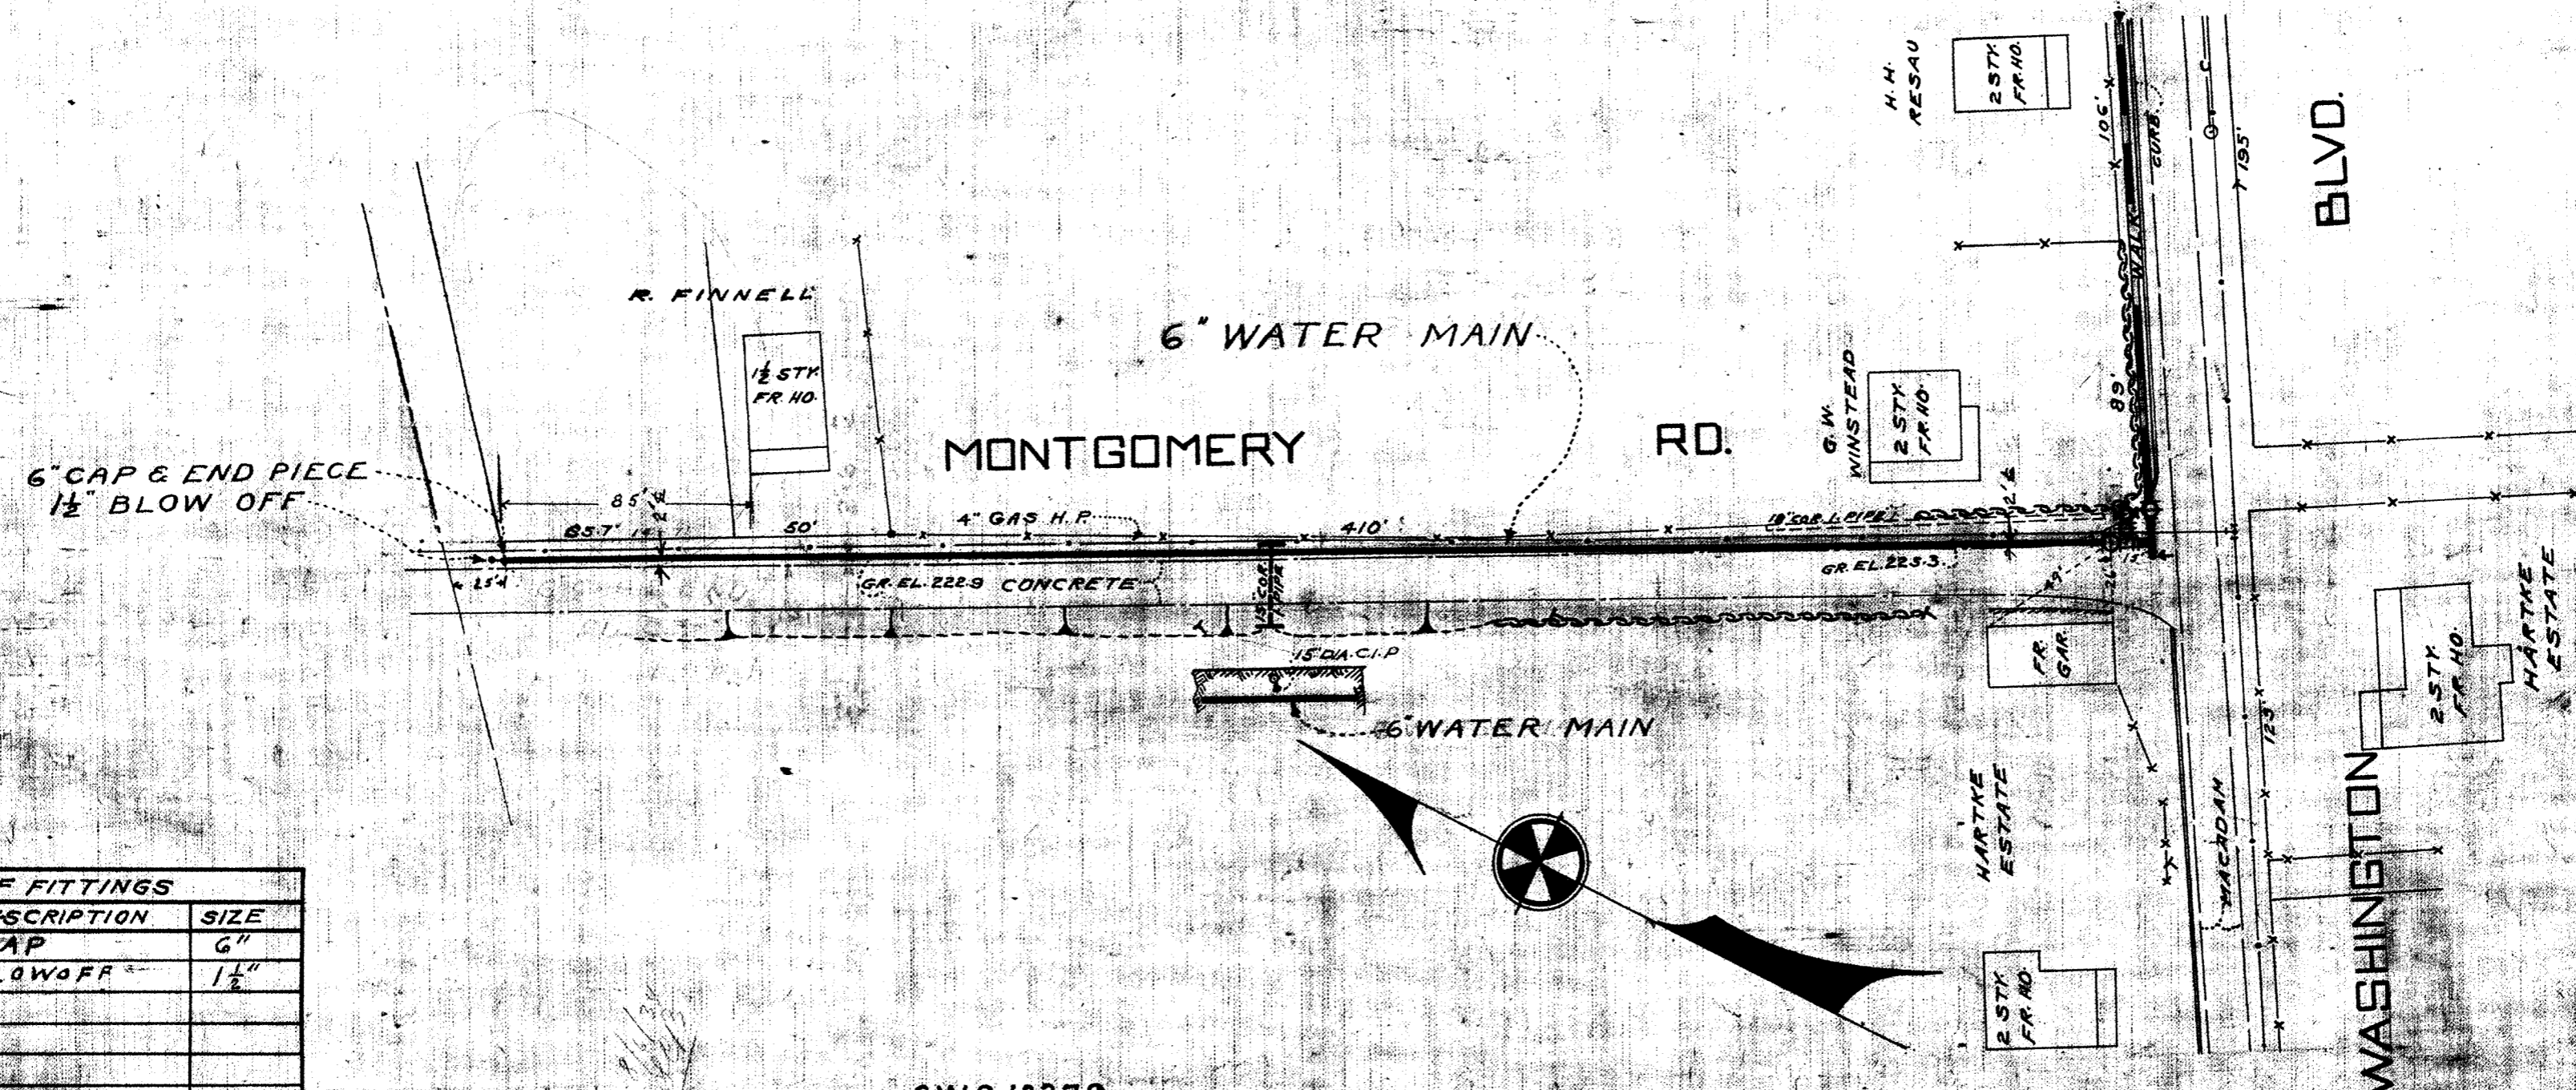 H. H.
RESAU
2 STY.
FR. HO.
106'
CURB.
WALK
195'
BLVD.
R. FINNELL
1½ STY.
FR. HO.
6" WATER MAIN
MONTGOMERY RD.
G. W.
WINSTEAD
2 STY.
FR. HO.
89'
6" CAP & END PIECE
1½" BLOW OFF
85'
85.7'
50'
4" GAS H.P.
410'
GR. EL. 222.9 CONCRETE
GR. EL. 223.3
15"
15" DIA. C.I.P
6" WATER MAIN
FR.
GAR.
HARTKE
ESTATE
2 STY.
FR. HO.
HARTKE
ESTATE
123'
MACADAM
WASHINGTON
2 STY.
FR. HO
F FITTINGS
SCRIPTION SIZE
AP 6"
LOWOFF 1½"